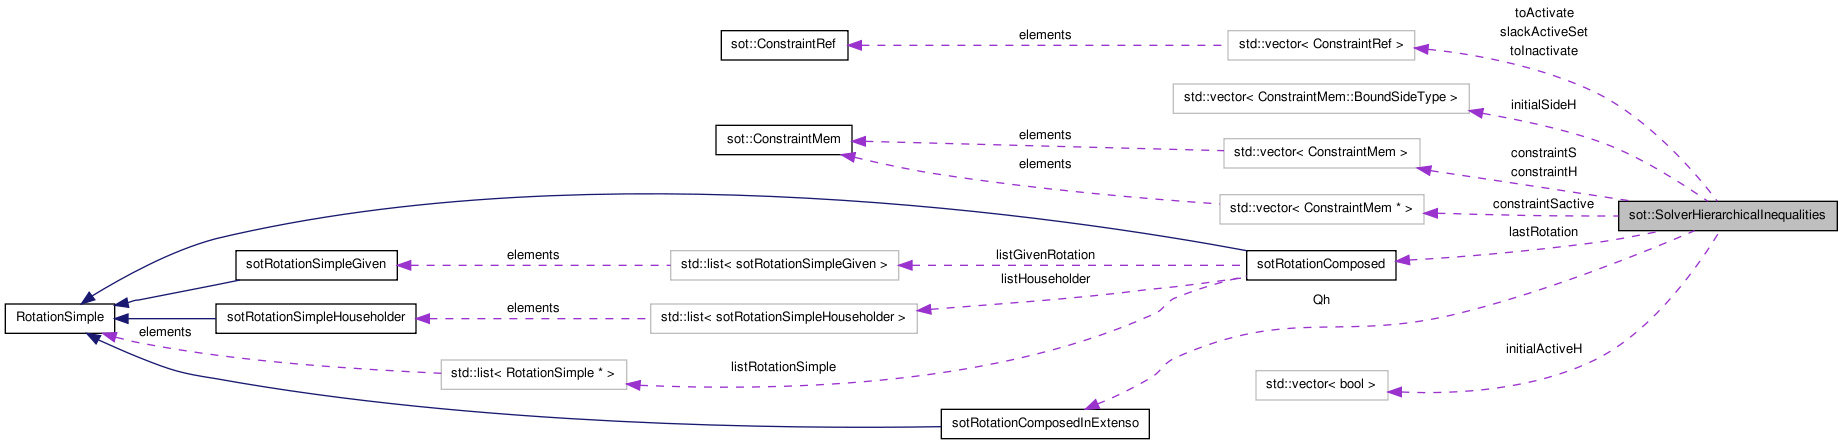 toActivate
slackActiveSet
toInactivate
sot::ConstraintRef
elements
std::vector< ConstraintRef >
std::vector< ConstraintMem::BoundSideType >
initialSideH
sot::ConstraintMem
elements
std::vector< ConstraintMem >
constraintS
constraintH
elements
std::vector< ConstraintMem * >
constraintSactive
sot::SolverHierarchicalInequalities
lastRotation
sotRotationSimpleGiven
elements
std::list< sotRotationSimpleGiven >
listGivenRotation
sotRotationComposed
listHouseholder
Qh
RotationSimple
sotRotationSimpleHouseholder
elements
std::list< sotRotationSimpleHouseholder >
elements
initialActiveH
std::list< RotationSimple * >
listRotationSimple
std::vector< bool >
sotRotationComposedInExtenso